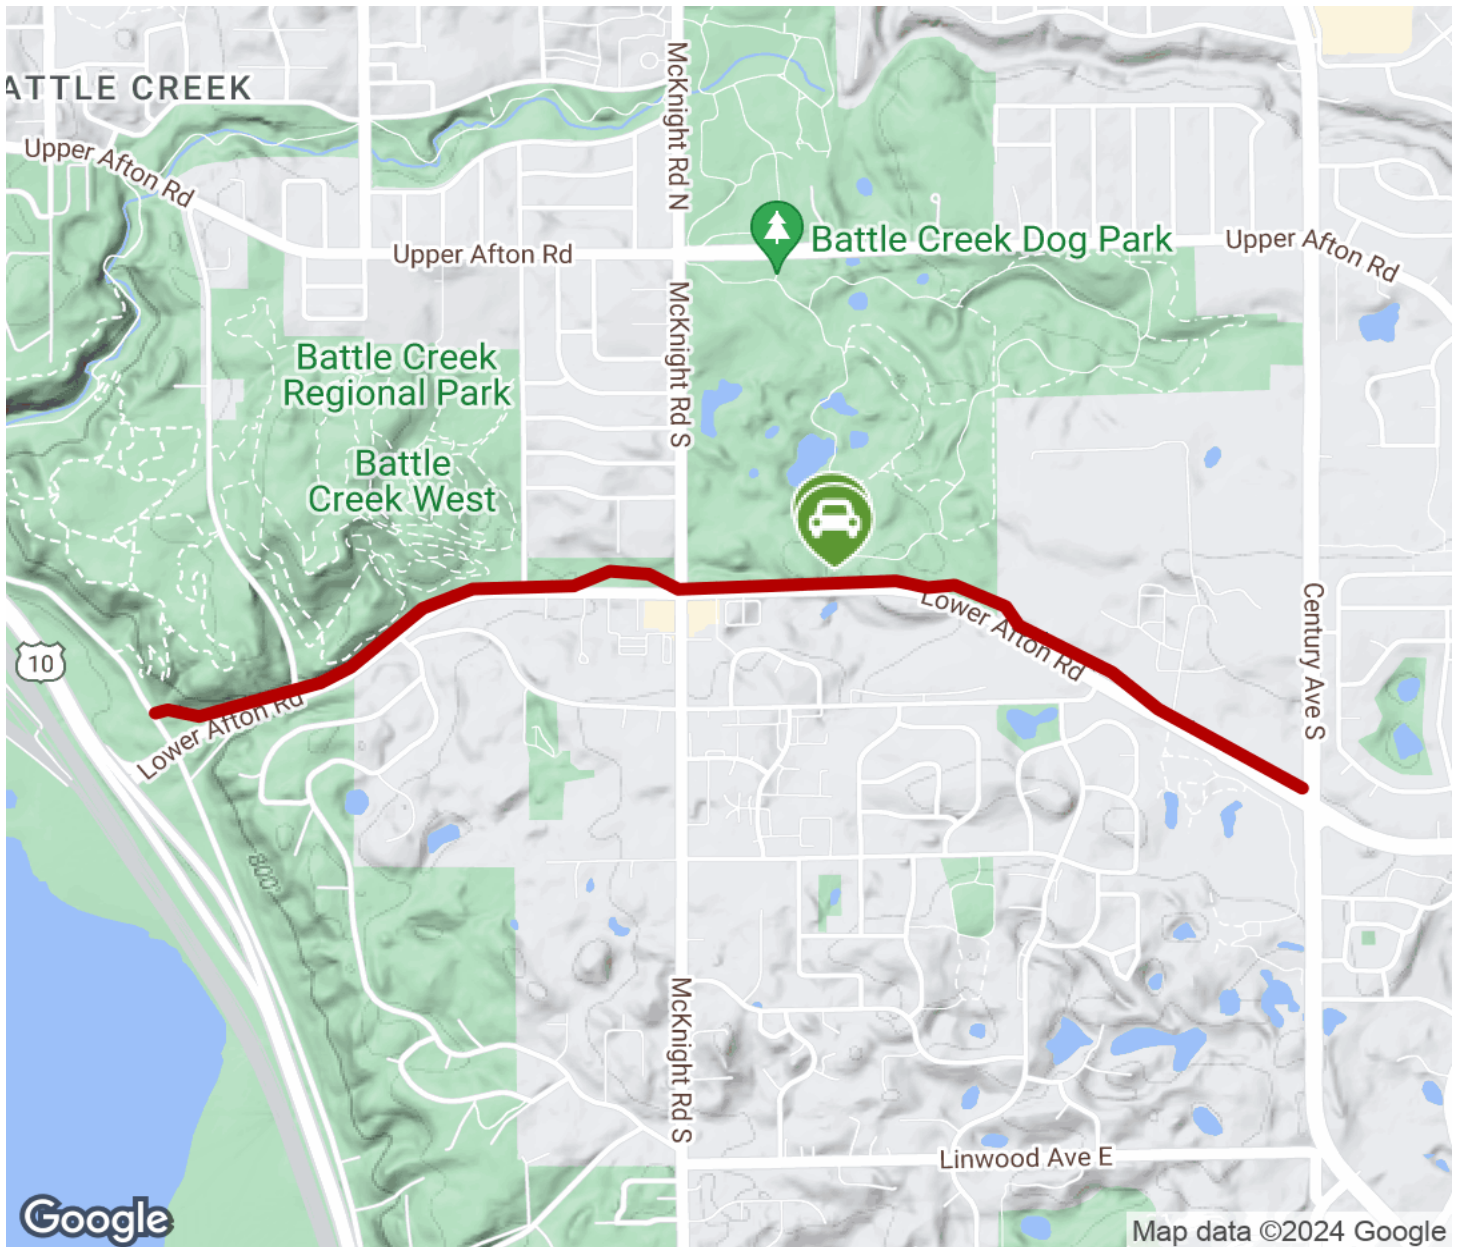 ATTLE CREEK
Upper Afton Rd
McKnight Rd N
Upper Afton Rd
Battle Creek Dog Park
Upper Afton Rd
McKnight Rd S
Battle Creek
Regional Park
Battle
Creek West
Lower Afton Rd
Century Ave S
10
Lower Afton Rd
800'
McKnight Rd S
Linwood Ave E
Google
Map data ©2024 Google